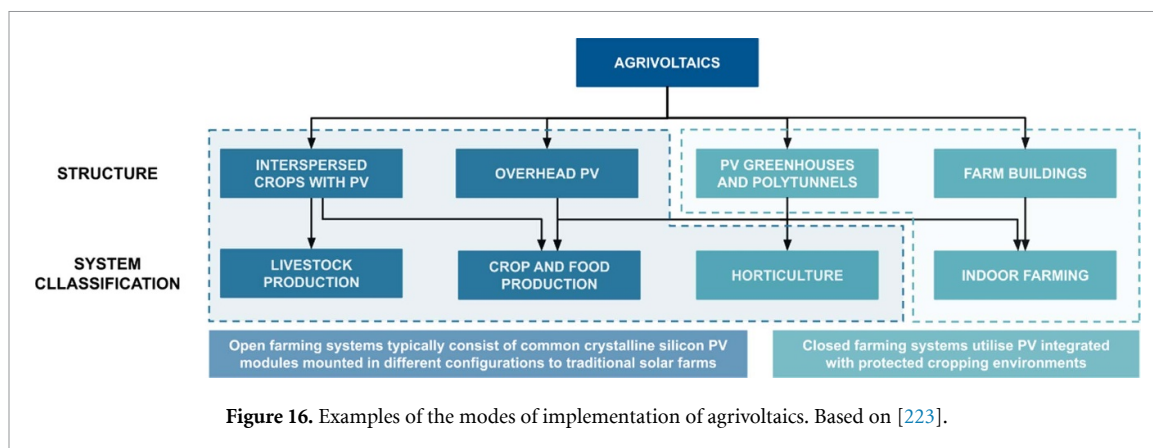 AGRIVOLTAICS
STRUCTURE
INTERSPERSED
CROPS WITH PV
OVERHEAD PV
PV GREENHOUSES
AND POLYTUNNELS
FARM BUILDINGS
SYSTEM
CLLASSIFICATION
LIVESTOCK
PRODUCTION
CROP AND FOOD
PRODUCTION
HORTICULTURE
INDOOR FARMING
Open farming systems typically consist of common crystalline silicon PV
modules mounted in different configurations to traditional solar farms
Closed farming systems utilise PV integrated
with protected cropping environments
Figure 16. Examples of the modes of implementation of agrivoltaics. Based on [223].